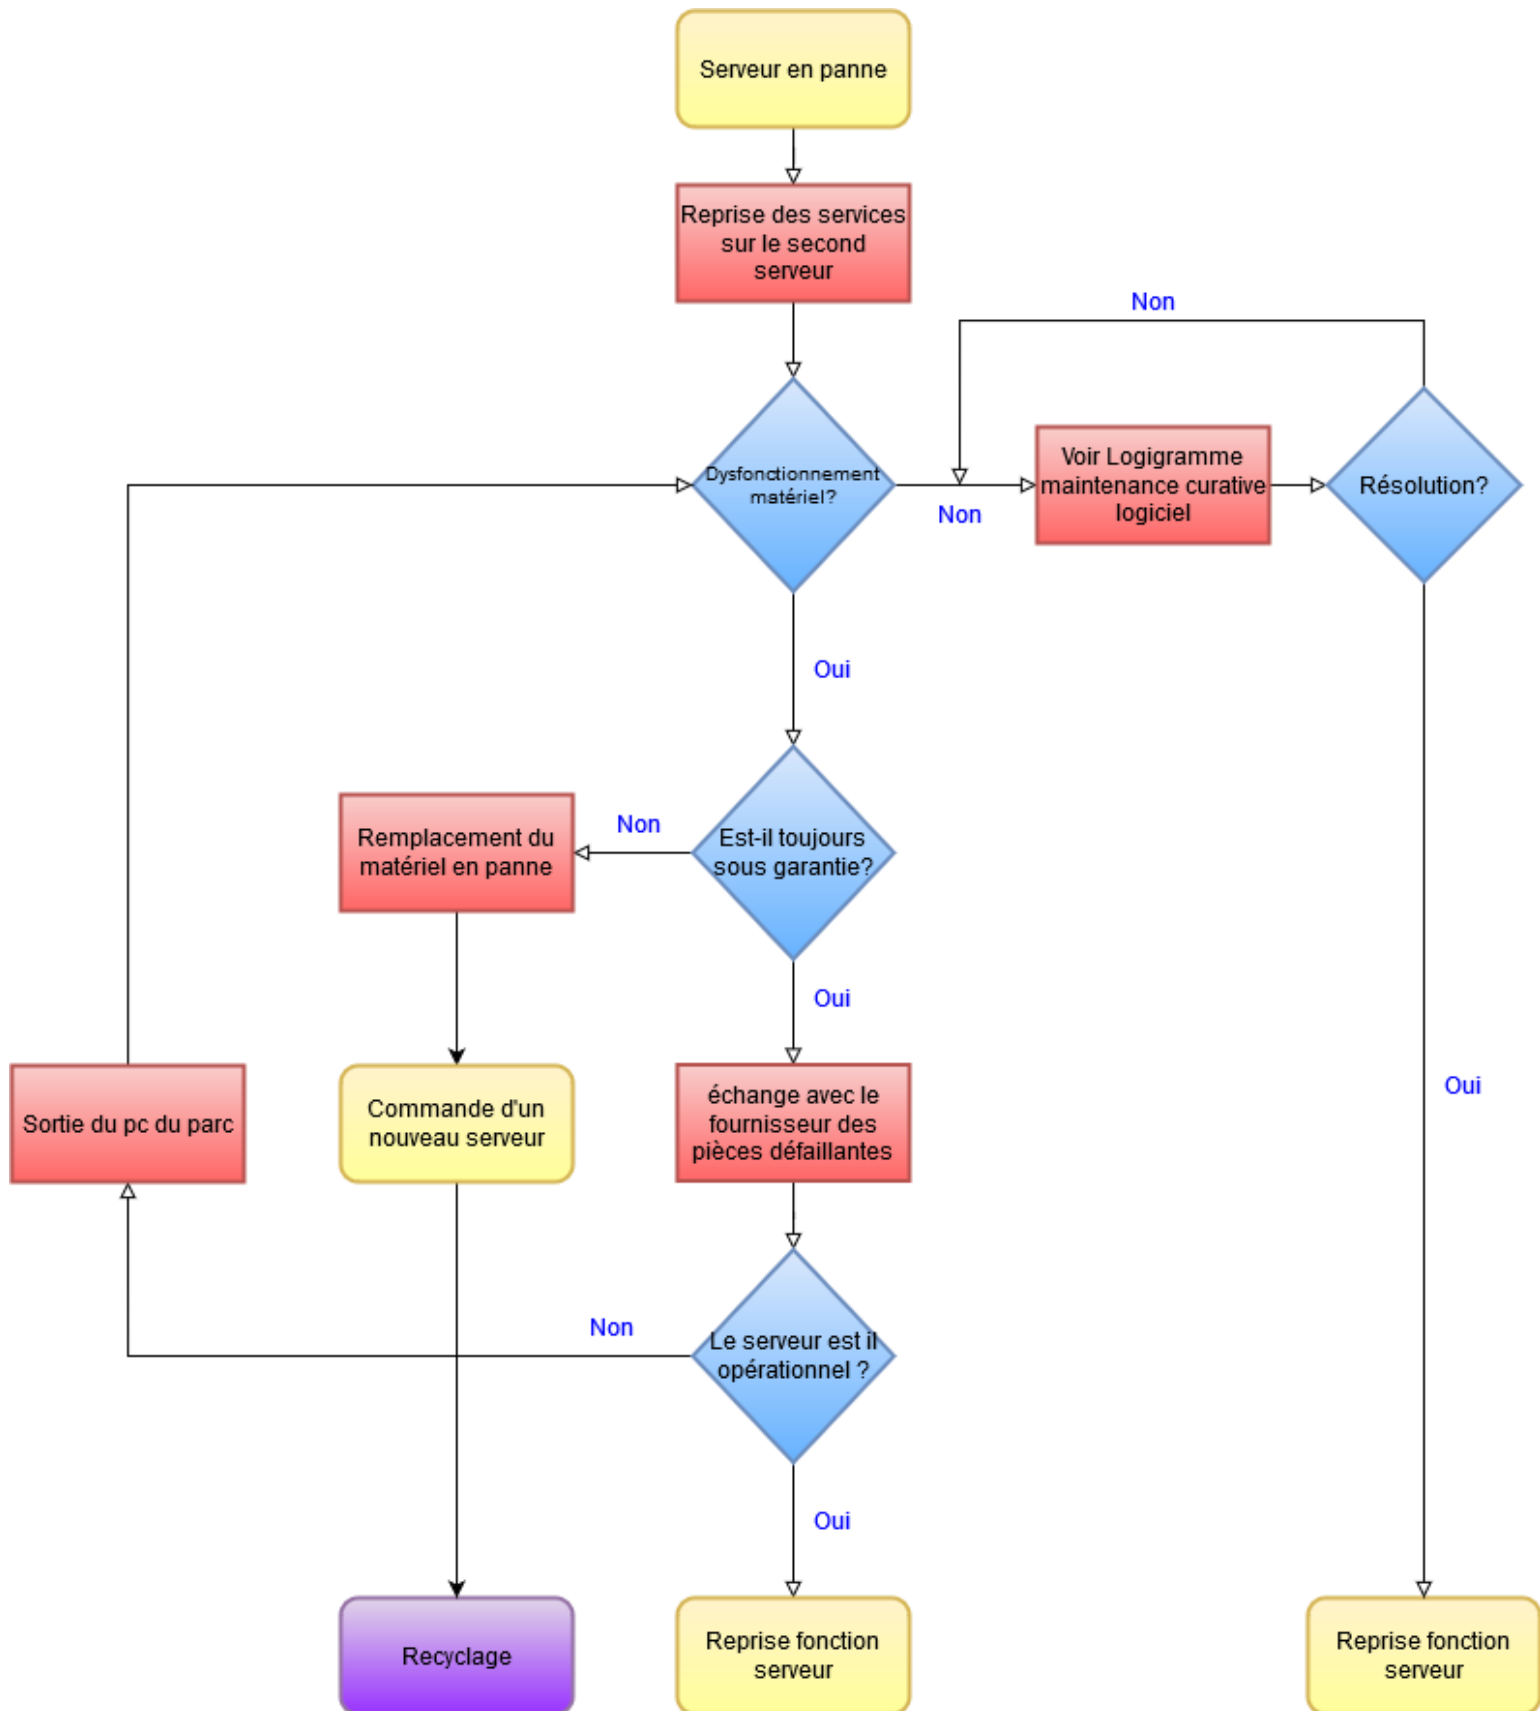 Serveur en panne
Reprise des services
sur le second
serveur
Non
Dysfonctionnement
matériel?
Non
Voir Logigramme
maintenance curative
logiciel
Résolution?
Oui
Remplacement du
matériel en panne
Non
Est-il toujours
sous garantie?
Oui
Sortie du pc du parc
Commande d'un
nouveau serveur
échange avec le
fournisseur des
pièces défaillantes
Oui
Non
Le serveur est il
opérationnel ?
Oui
Recyclage
Reprise fonction
serveur
Reprise fonction
serveur